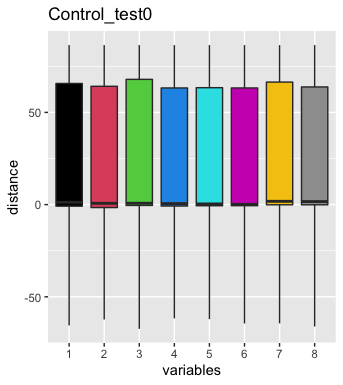 Control_test0
distance
50
0
-50
1 2 3 4 5 6 7 8
variables